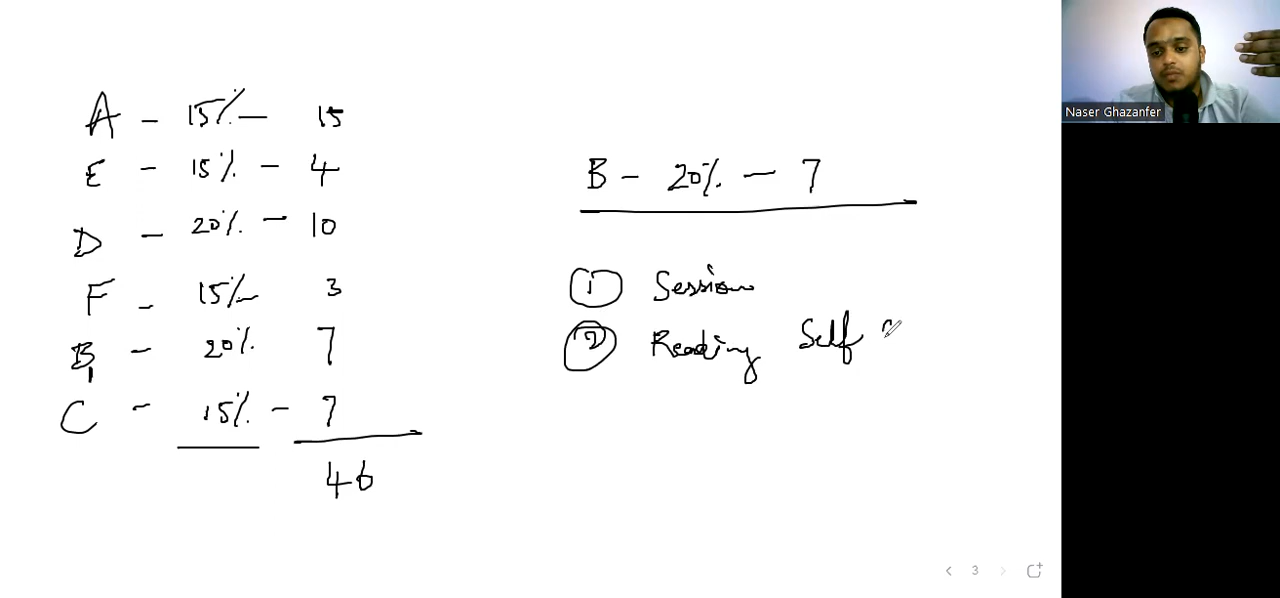 A - 15% - 15
E - 15% - 4
D - 20% - 10
F - 15% 3
B - 20% 7
C - 15% - 7
46
B - 20% - 7
1 Session
2 Reading Self
Naser Ghazanfer
3